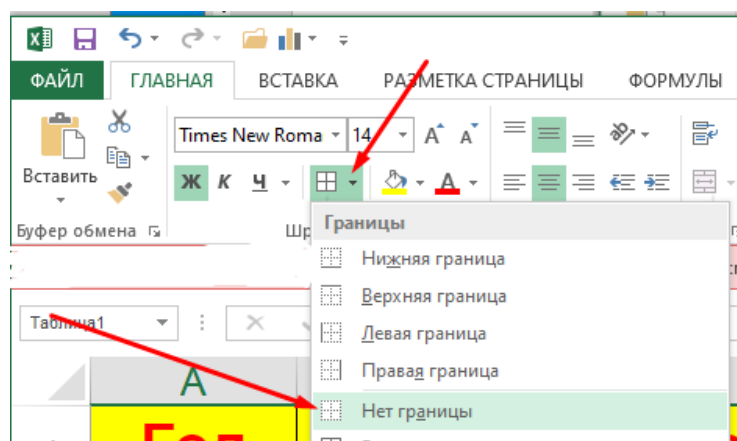 ФАЙЛ ГЛАВНАЯ ВСТАВКА РАЗМЕТКА СТРАНИЦЫ ФОРМУЛЫ
Times New Roma 14
Вставить
Ж К Ч А
Буфер обмена Шр
Границы
Нижняя граница
Верхняя граница
Таблица1
Левая граница
Правая граница
A
Нет границы